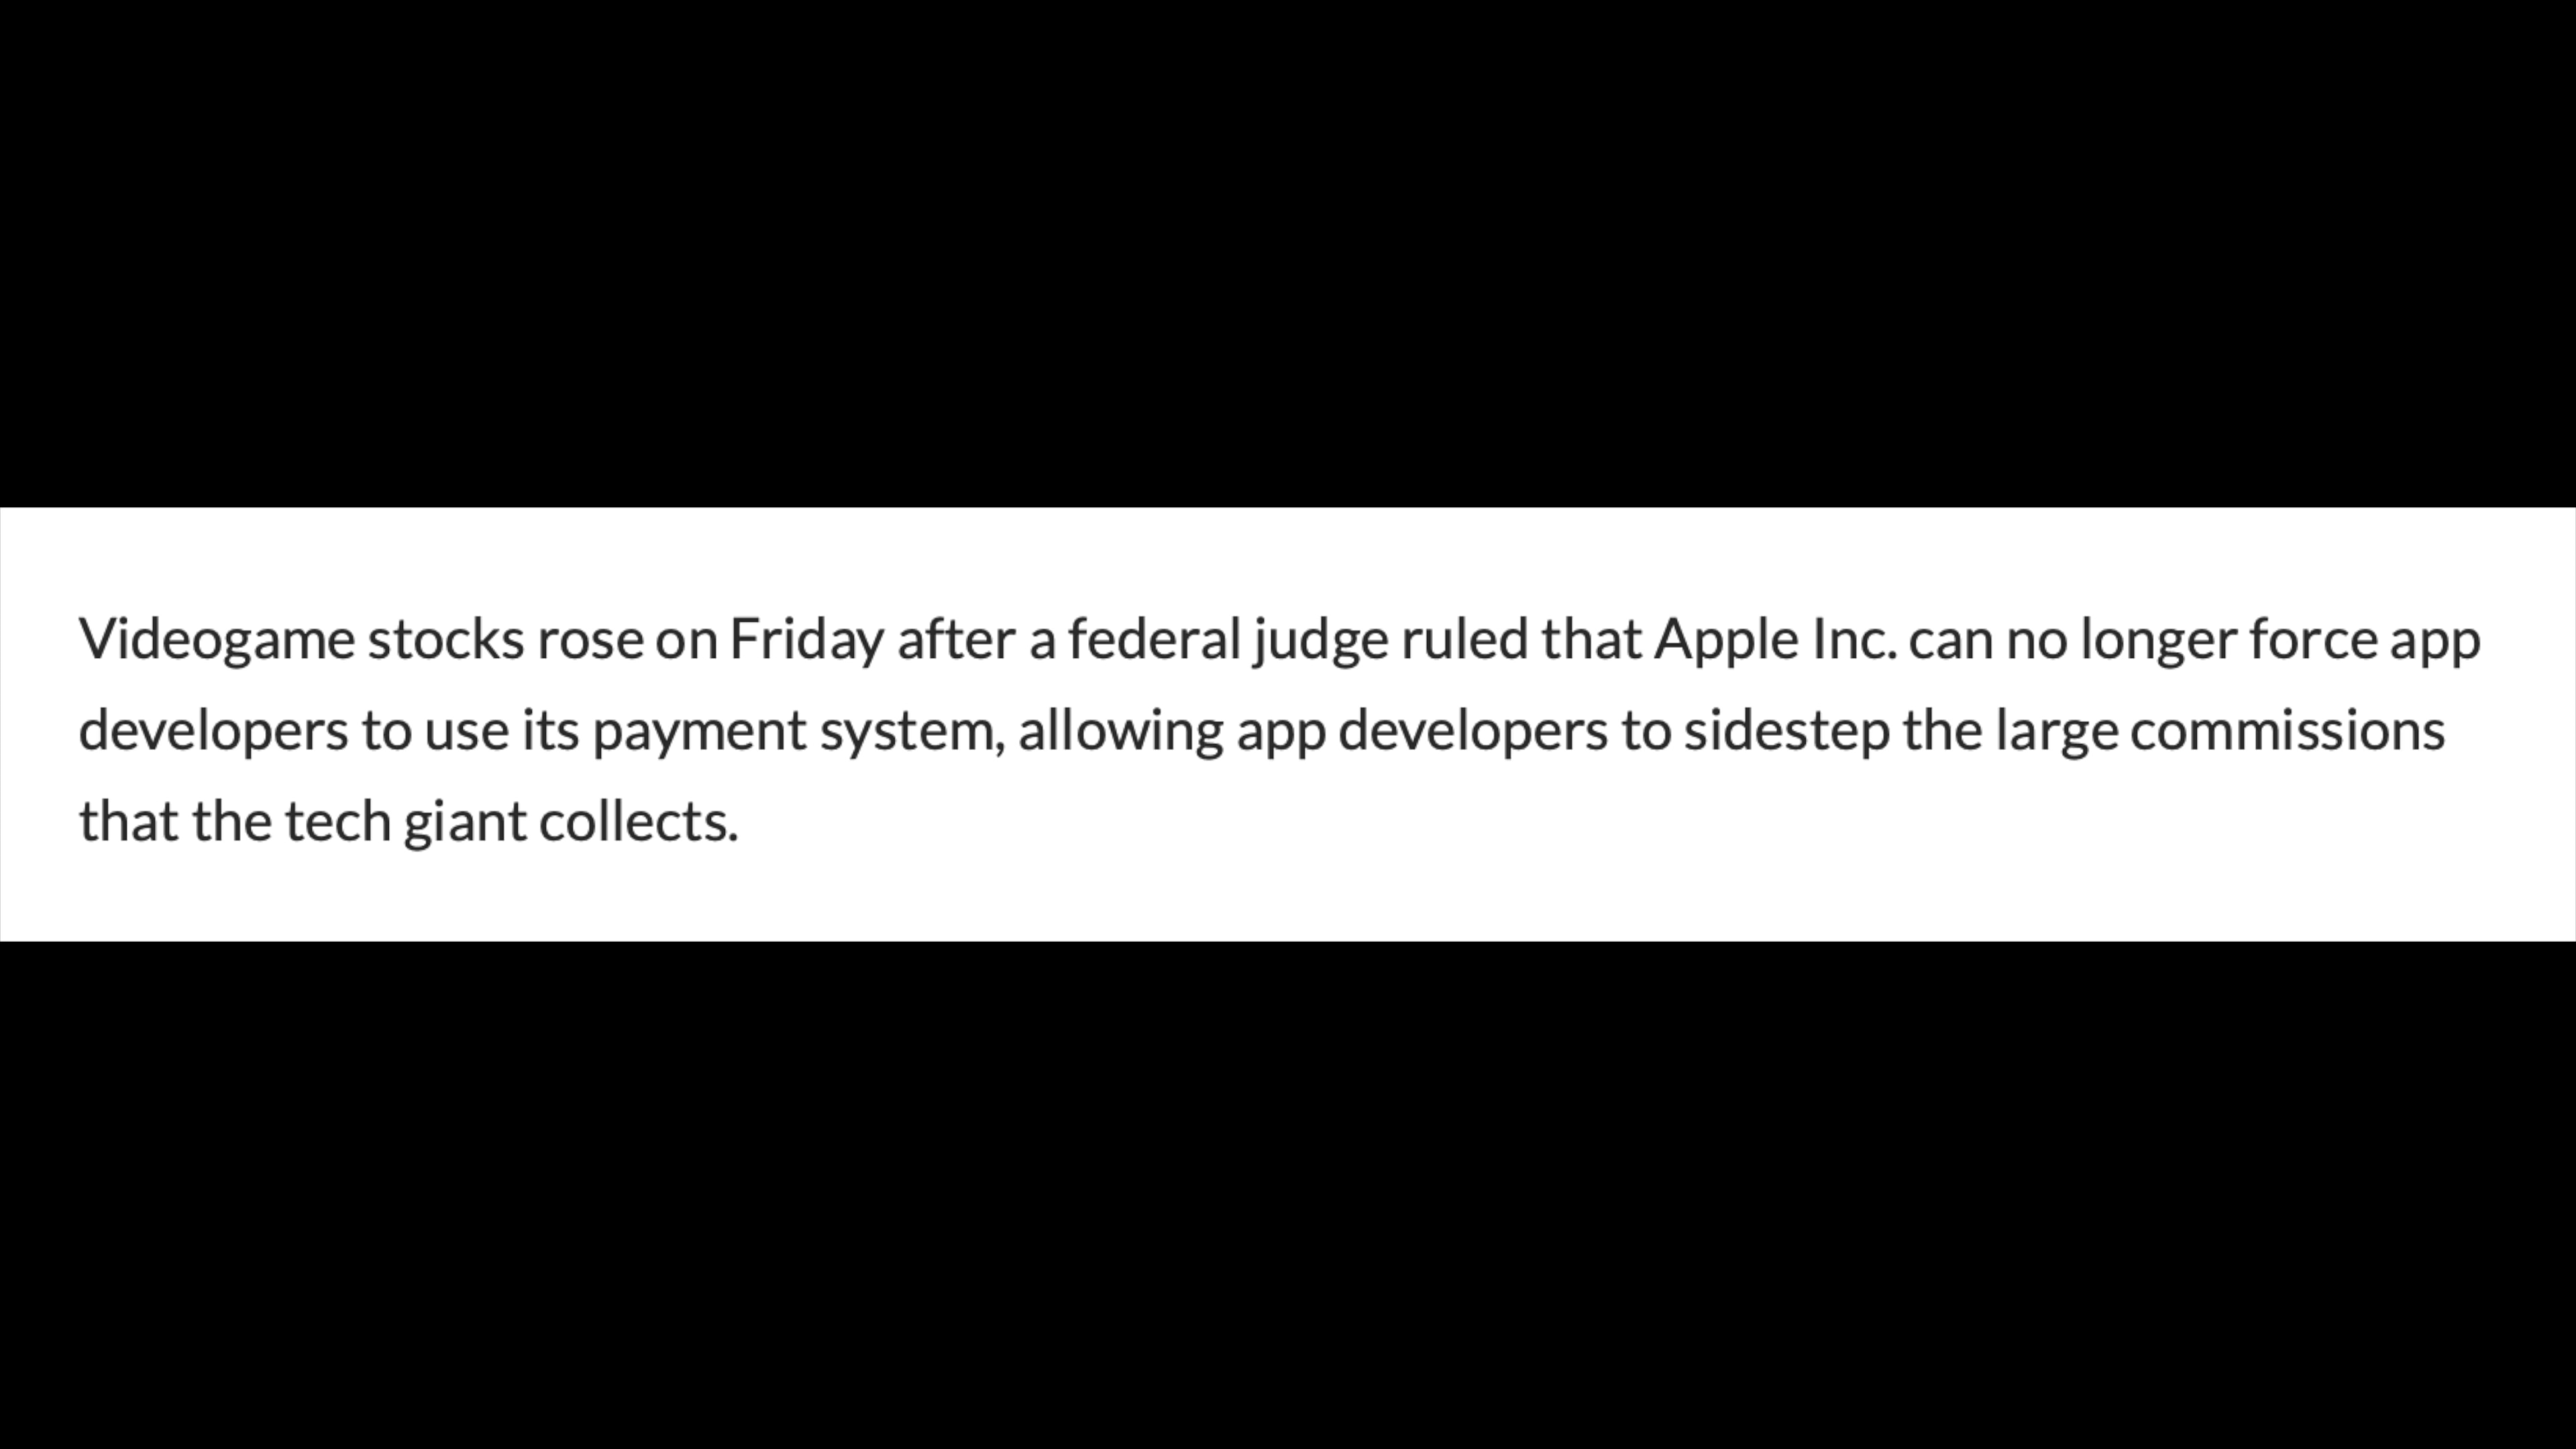 Videogame stocks rose on Friday after a federal judge ruled that Apple Inc. can no longer force app
developers to use its payment system, allowing app developers to sidestep the large commissions
that the tech giant collects.